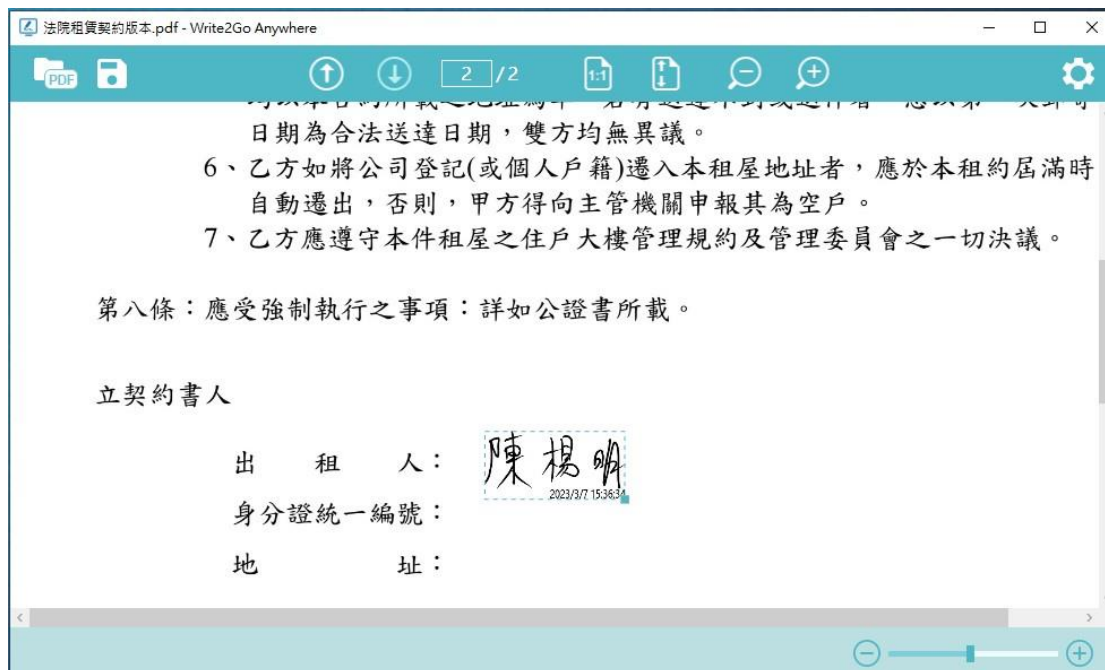 法院租賃契約版本.pdf - Write2Go Anywhere
PDF
2 /2
1:1
日期為合法送達日期，雙方均無異議。
6、乙方如將公司登記(或個人戶籍)遷入本租屋地址者，應於本租約屆滿時
自動遷出，否則，甲方得向主管機關申報其為空戶。
7、乙方應遵守本件租屋之住戶大樓管理規約及管理委員會之一切決議。
第八條：應受強制執行之事項：詳如公證書所載。
立契約書人
出 租 人：
陳楊明
2023/3/7 15:36:34
身分證統一編號：
地 址：